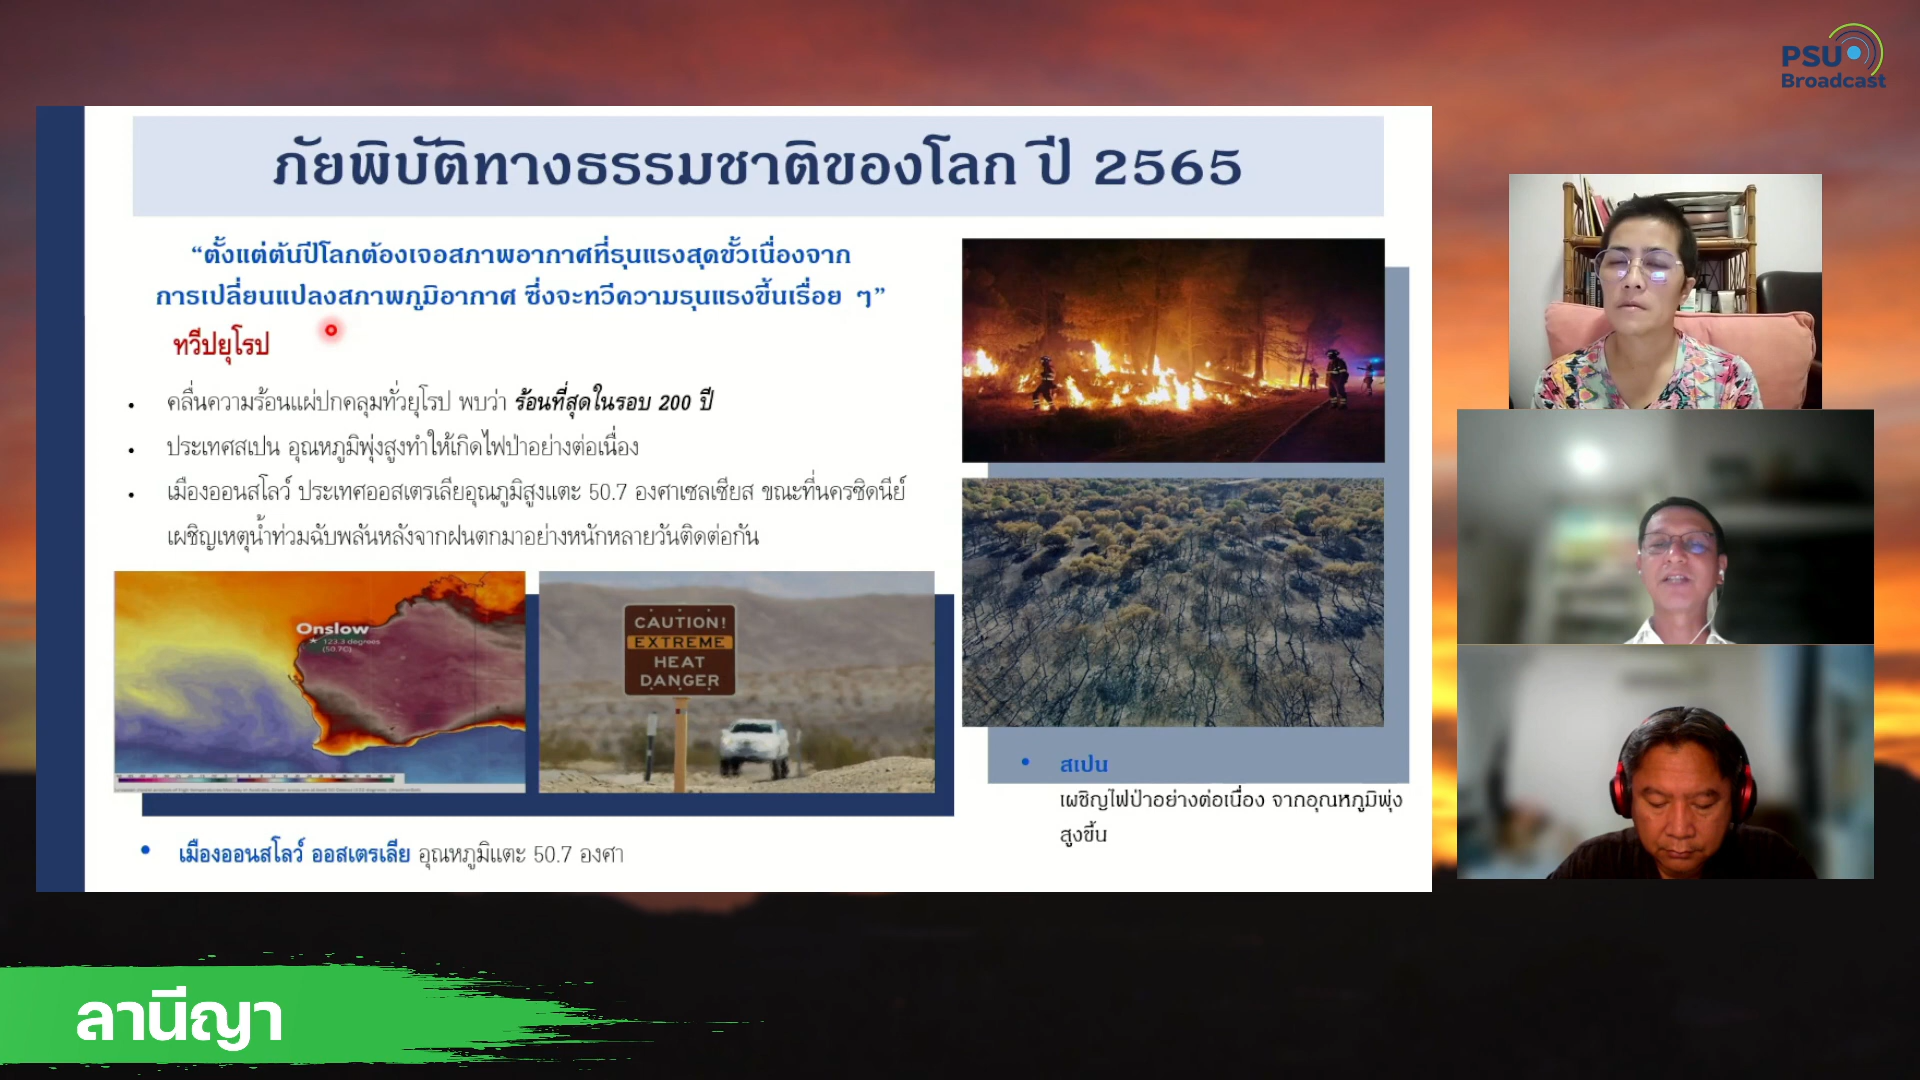 PSU
Broadcast
ภัยพิบัติทางธรรมชาติของโลก ปี 2565
“ตั้งแต่ต้นปีโลกต้องเจอสภาพอากาศที่รุนแรงสุดขั้วเนื่องจาก
การเปลี่ยนแปลงสภาพภูมิอากาศ ซึ่งจะทวีความรุนแรงขึ้นเรื่อย ๆ”
ทวีปยุโรป
• คลื่นความร้อนแผ่ปกคลุมทั่วยุโรป พบว่า ร้อนที่สุดในรอบ 200 ปี
• ประเทศสเปน อุณหภูมิพุ่งสูงทำให้เกิดไฟป่าอย่างต่อเนื่อง
• เมืองออนสโลว์ ประเทศออสเตรเลียอุณภูมิสูงแตะ 50.7 องศาเซลเซียส ขณะที่นครซิดนีย์
เผชิญเหตุน้ำท่วมฉับพลันหลังจากฝนตกมาอย่างหนักหลายวันติดต่อกัน
Onslow
123.3 degrees
(50.7C)
CAUTION!
EXTREME
HEAT
DANGER
• สเปน
เผชิญไฟป่าอย่างต่อเนื่อง จากอุณหภูมิพุ่ง
สูงขึ้น
• เมืองออนสโลว์ ออสเตรเลีย อุณหภูมิแตะ 50.7 องศา
ลานีญา